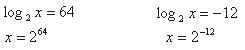 log₂ x = 64
x = 2⁶⁴
log₂ x = −12
x = 2⁻¹²